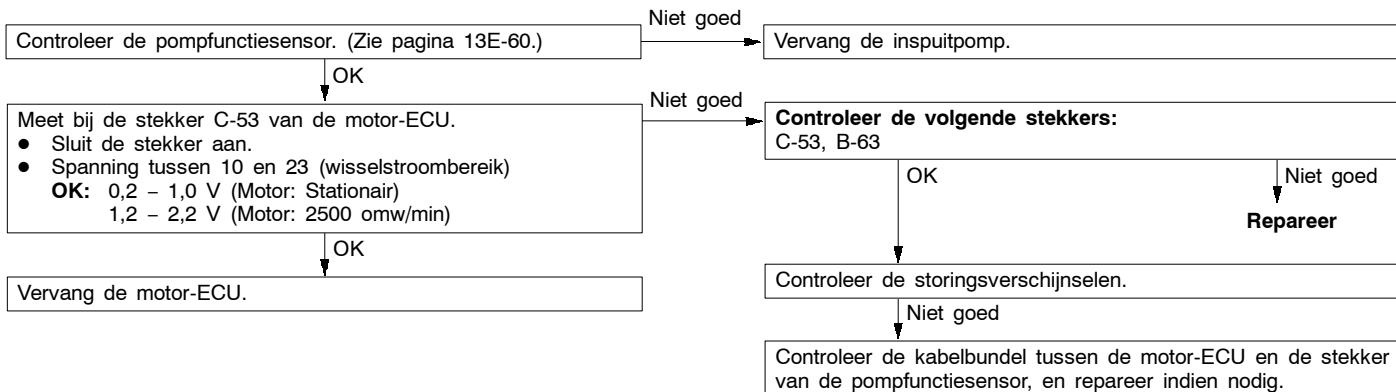 Controleer de pompfunctiesensor. (Zie pagina 13E-60.)
Niet goed
Vervang de inspuitpomp.
OK
Meet bij de stekker C-53 van de motor-ECU.
● Sluit de stekker aan.
● Spanning tussen 10 en 23 (wisselstroombereik)
OK: 0,2 – 1,0 V (Motor: Stationair)
1,2 – 2,2 V (Motor: 2500 omw/min)
Niet goed
Controleer de volgende stekkers:
C-53, B-63
OK
Niet goed
Repareer
OK
Vervang de motor-ECU.
Controleer de storingsverschijnselen.
Niet goed
Controleer de kabelbundel tussen de motor-ECU en de stekker
van de pompfunctiesensor, en repareer indien nodig.